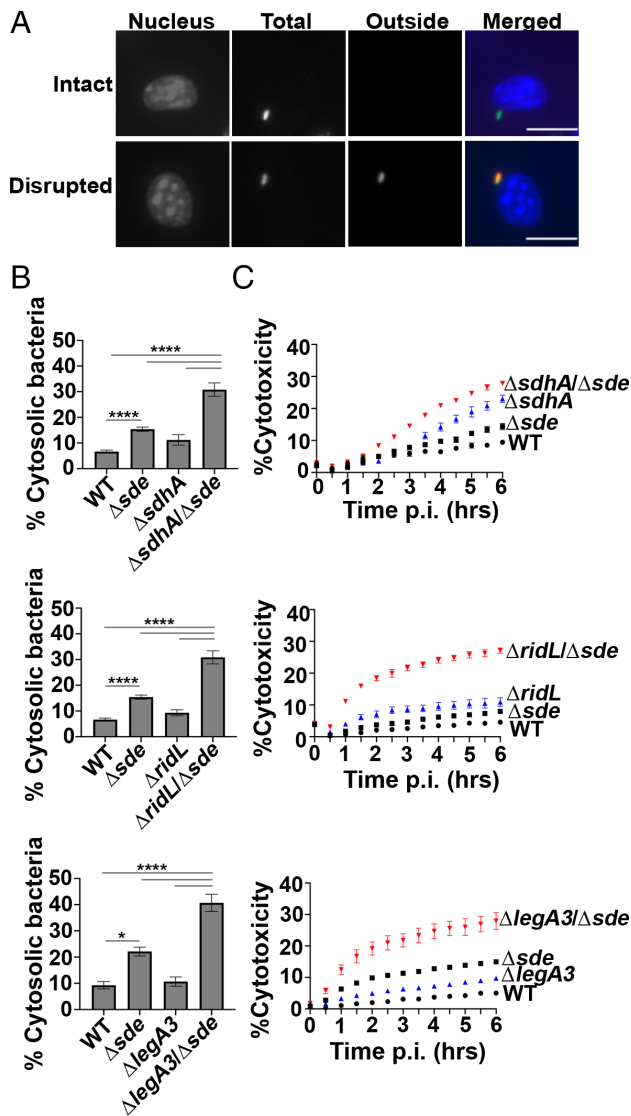 A
Nucleus Total Outside Merged
Intact
Disrupted
B
C
% Cytosolic bacteria
50
40
30
20
10
0
****
****
WT
Δsde
ΔsdhA
ΔsdhA/Δsde
%Cytotoxicity
40
30
20
10
0
0 1 2 3 4 5 6
Time p.i. (hrs)
ΔsdhA/Δsde
ΔsdhA
Δsde
WT
% Cytosolic bacteria
50
40
30
20
10
0
****
****
WT
Δsde
ΔridL
ΔridL/Δsde
%Cytotoxicity
40
30
20
10
0
0 1 2 3 4 5 6
Time p.i. (hrs)
ΔridL/Δsde
ΔridL
Δsde
WT
% Cytosolic bacteria
50
40
30
20
10
0
****
*
WT
Δsde
ΔlegA3
ΔlegA3/Δsde
%Cytotoxicity
40
30
20
10
0
0 1 2 3 4 5 6
Time p.i. (hrs)
ΔlegA3/Δsde
Δsde
ΔlegA3
WT